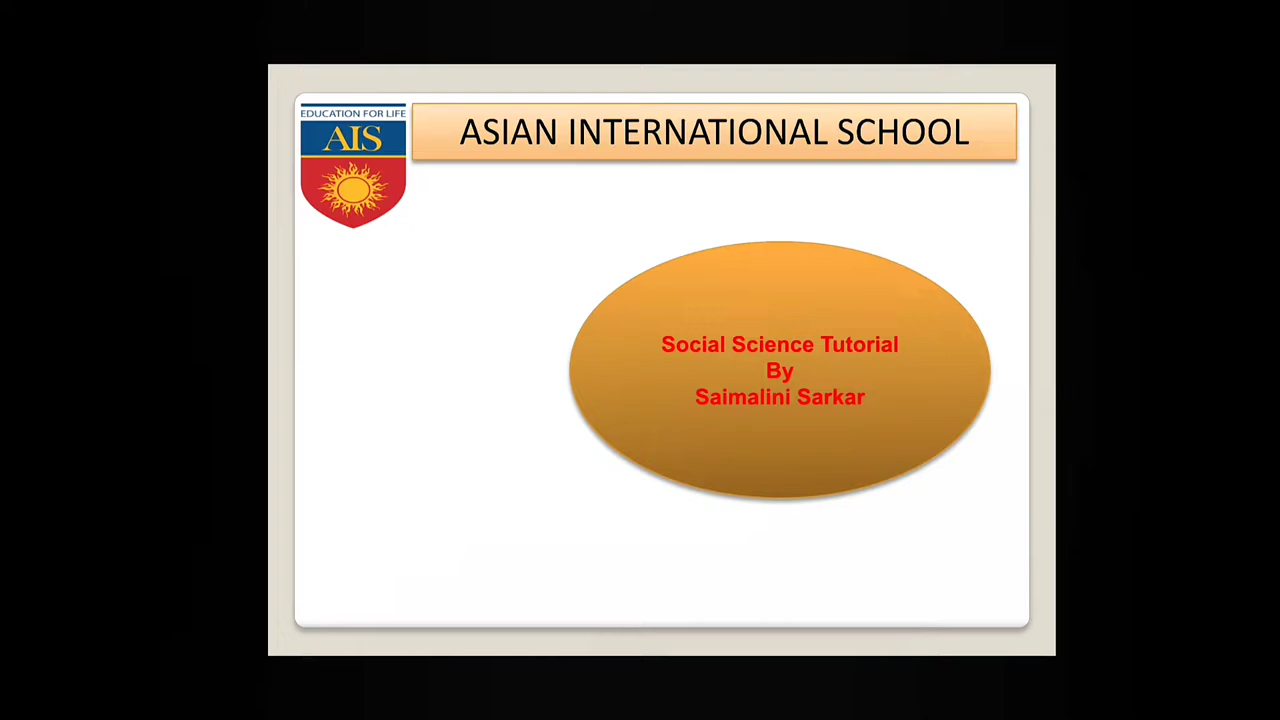 EDUCATION FOR LIFE
AIS
ASIAN INTERNATIONAL SCHOOL
Social Science Tutorial
By
Saimalini Sarkar